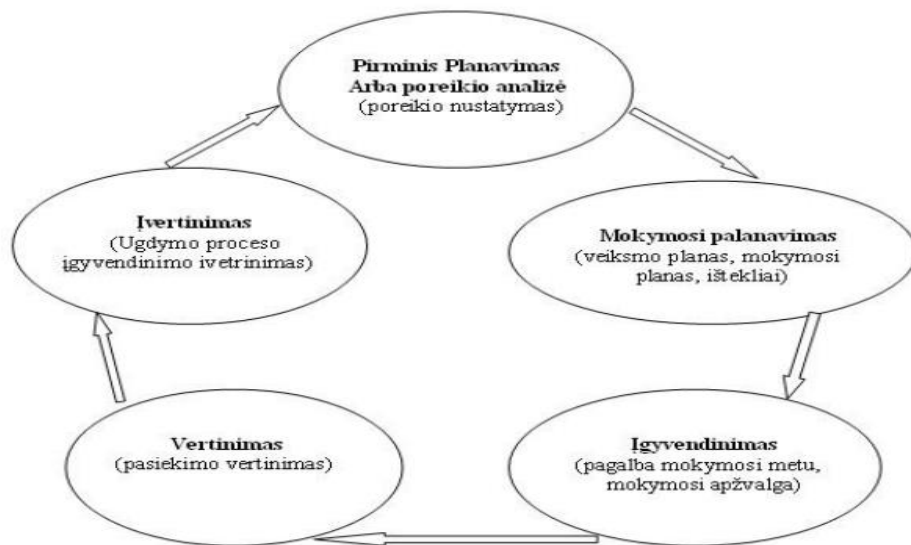 Pirminis Planavimas
Arba poreikio analizė
(poreikio nustatymas)
Mokymosi palanavimas
(veiksmo planas, mokymosi
planas, ištekliai)
Įgyvendinimas
(pagalba mokymosi metu,
mokymosi apžvalga)
Vertinimas
(pasiekimo vertinimas)
Įvertinimas
(Ugdymo proceso
įgyvendinimo ivetrinimas)